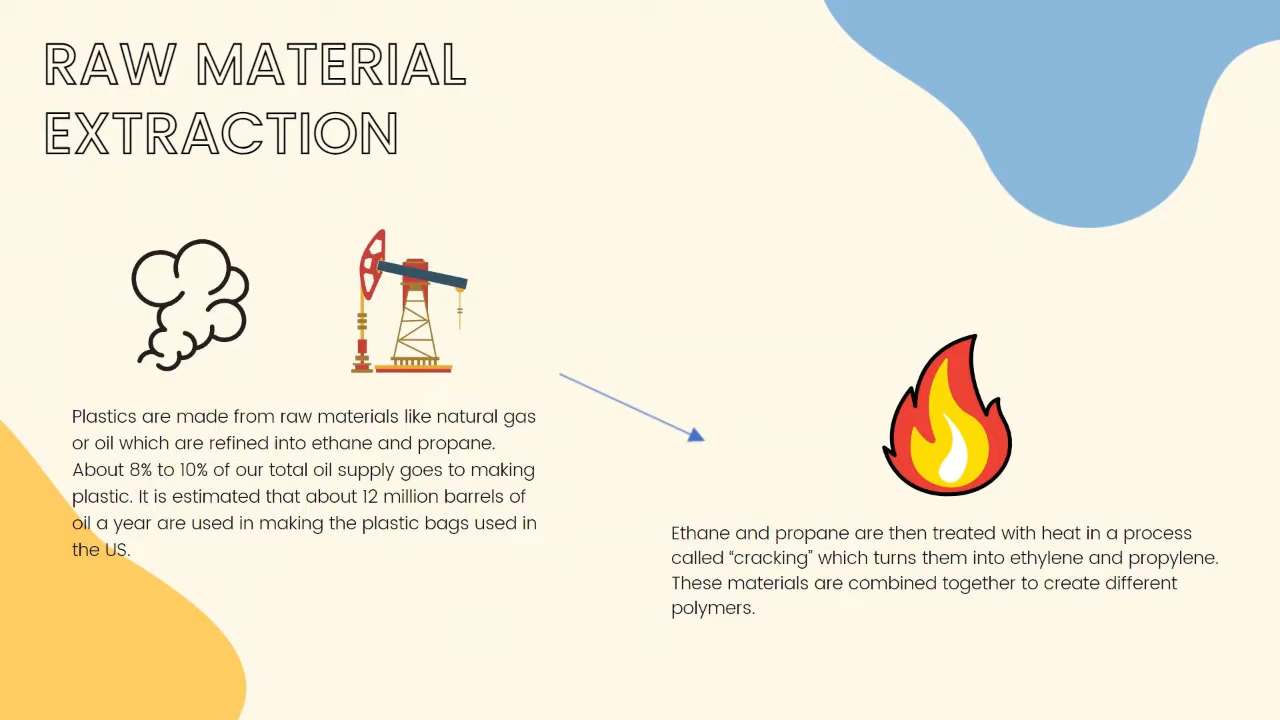 RAW MATERIAL
EXTRACTION
Plastics are made from raw materials like natural gas
or oil which are refined into ethane and propane.
About 8% to 10% of our total oil supply goes to making
plastic. It is estimated that about 12 million barrels of
oil a year are used in making the plastic bags used in
the US.
Ethane and propane are then treated with heat in a process
called “cracking” which turns them into ethylene and propylene.
These materials are combined together to create different
polymers.